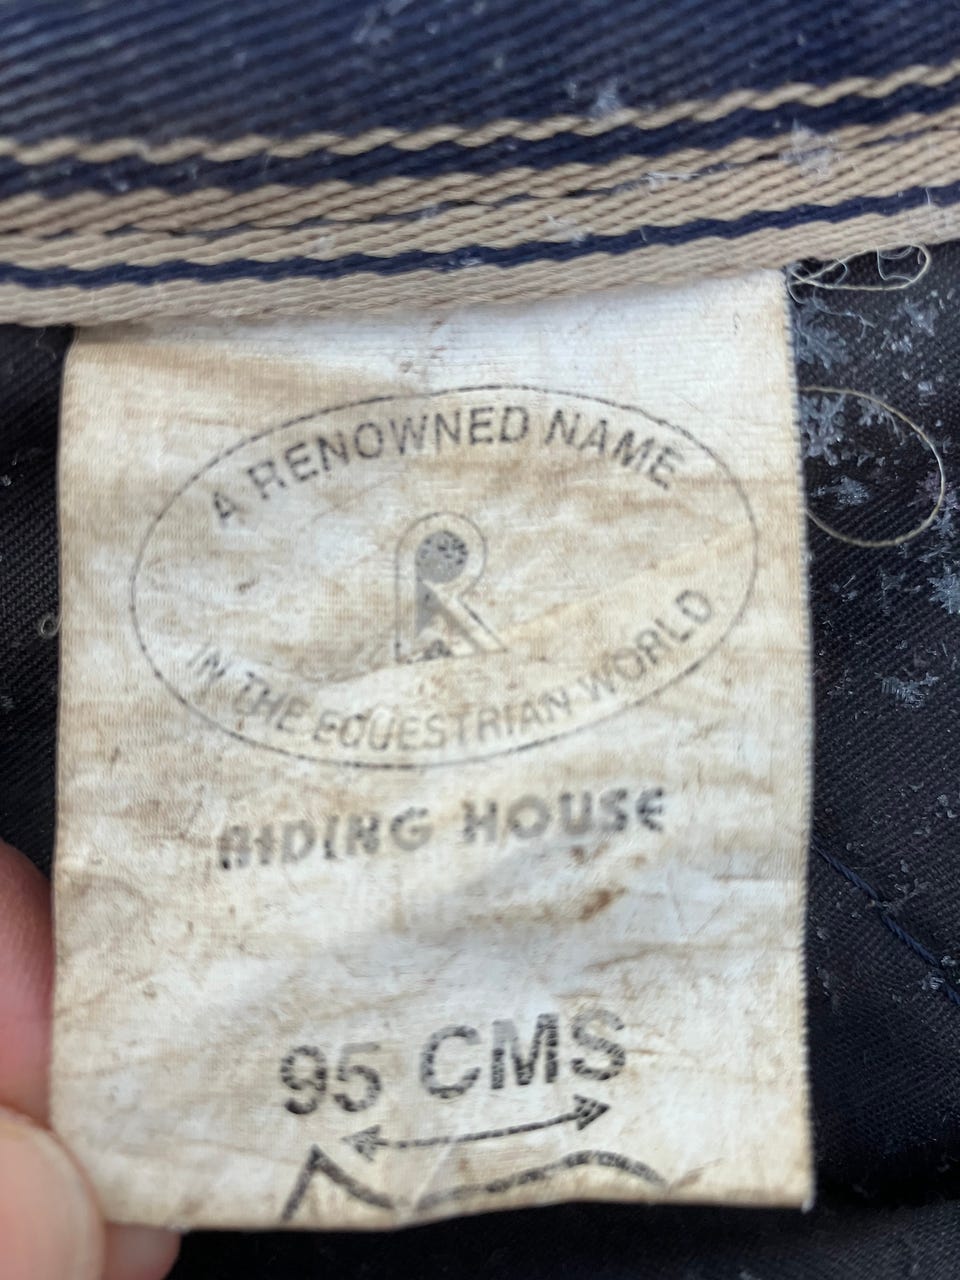 A RENOWNED NAME
R
IN THE EQUESTRIAN WORLD
RIDING HOUSE
95 CMS